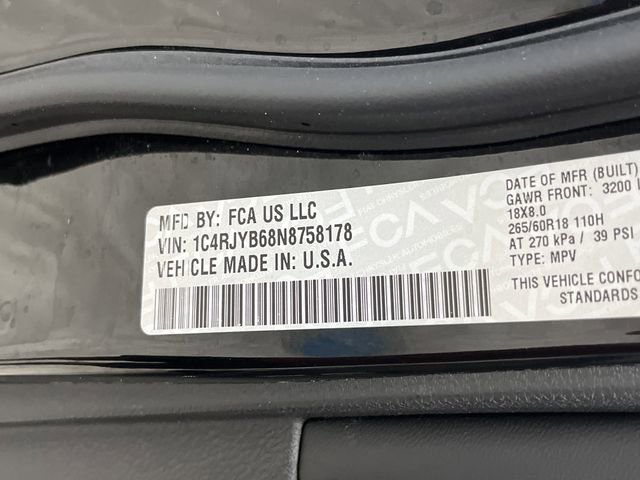 MFD BY: FCA US LLC
VIN: 1C4RJYB68N8758178
VEHICLE MADE IN: U.S.A.
DATE OF MFR (BUILT)
GAWR FRONT: 3200
18X8.0
265/60R18 110H
AT 270 kPa / 39 PSI
TYPE: MPV
THIS VEHICLE CONFO
STANDARDS